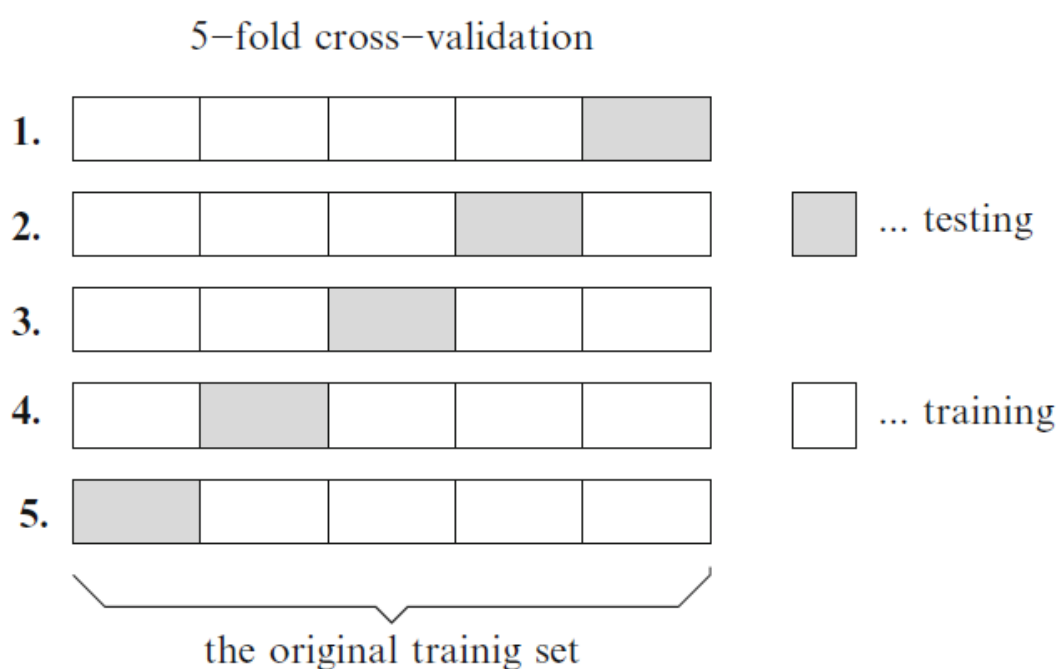 5−fold cross−validation
1.
2.
... testing
3.
4.
... training
5.
the original trainig set